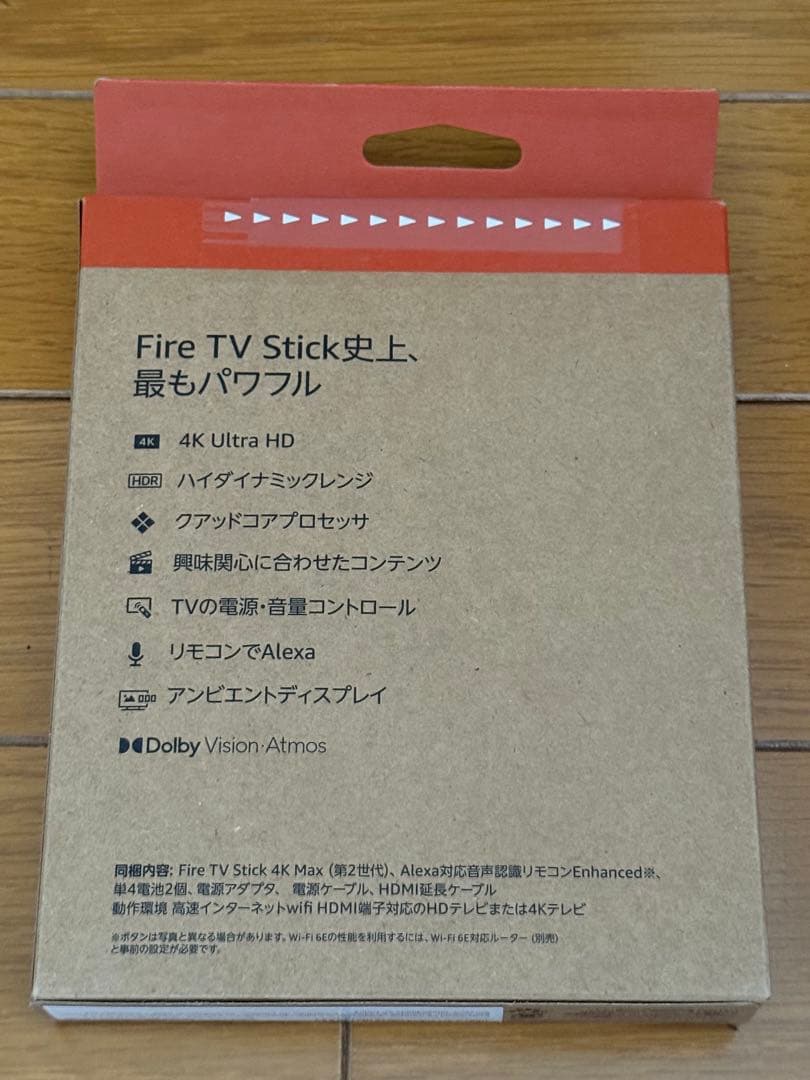 Fire TV Stick史上、
最もパワフル
4K 4K Ultra HD
HDR ハイダイナミックレンジ
クアッドコアプロセッサ
興味関心に合わせたコンテンツ
TVの電源・音量コントロール
リモコンでAlexa
アンビエントディスプレイ
Dolby Vision·Atmos
同梱内容: Fire TV Stick 4K Max (第2世代)、Alexa対応音声認識リモコンEnhanced※、
単4電池2個、電源アダプタ、 電源ケーブル、HDMI延長ケーブル
動作環境 高速インターネットwifi HDMI端子対応のHDテレビまたは4Kテレビ
※ボタンは写真と異なる場合があります。Wi-Fi 6Eの性能を利用するには、Wi-Fi 6E対応ルーター (別売)
と事前の設定が必要です。